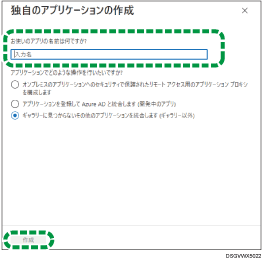 独自のアプリケーションの作成
お使いのアプリの名前は何ですか?
入力名
アプリケーションでどのような操作を行いたいですか?
オンプレミスのアプリケーションへのセキュリティで保護されたリモート アクセス用のアプリケーション プロキシ
を構成します
アプリケーションを登録して Azure AD と統合します (開発中のアプリ)
ギャラリーに見つからないその他のアプリケーションを統合します (ギャラリー以外)
作成
DSGVWX5022